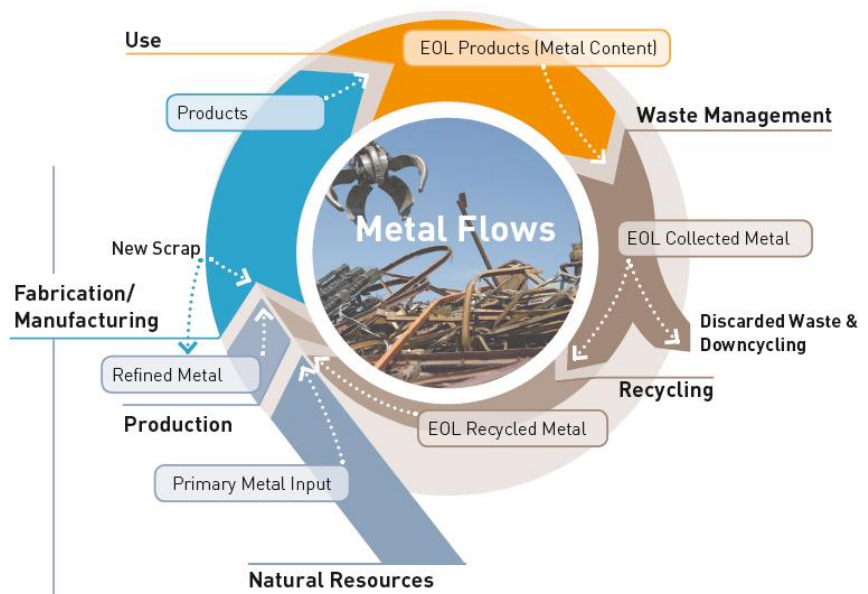 Use
EOL Products (Metal Content)
Products
Waste Management
Metal Flows
New Scrap
EOL Collected Metal
Fabrication/
Manufacturing
Discarded Waste &
Downcycling
Refined Metal
Recycling
Production
EOL Recycled Metal
Primary Metal Input
Natural Resources